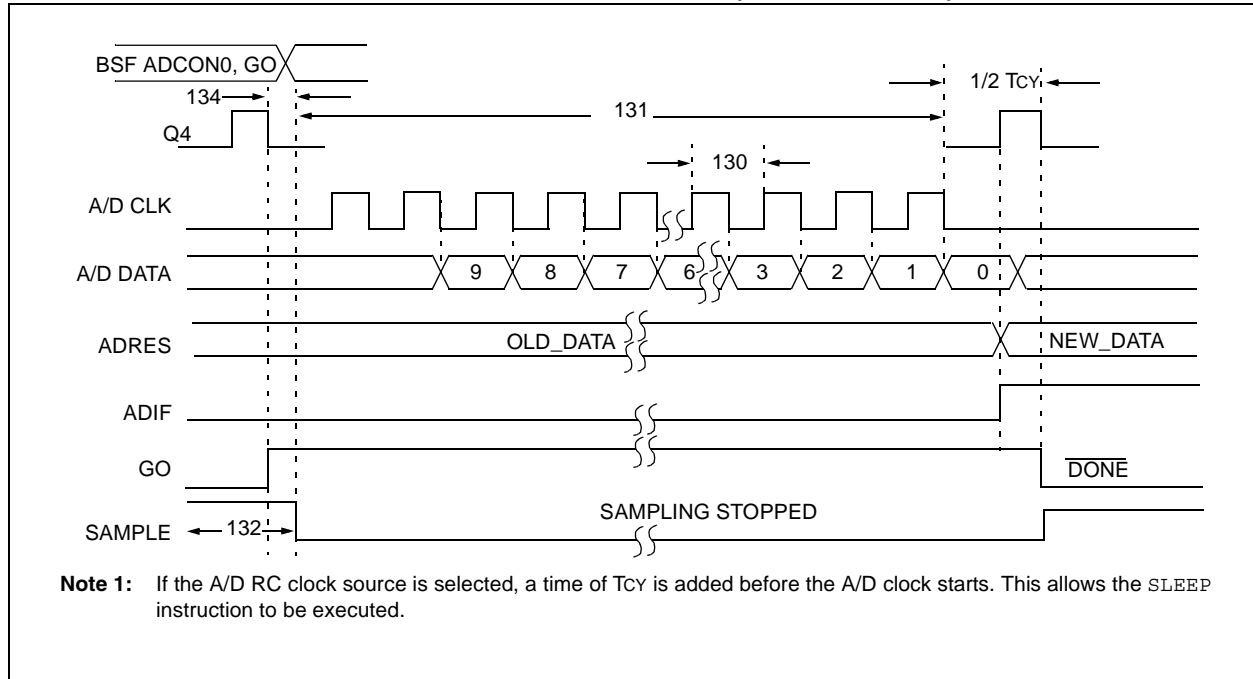 BSF ADCON0, GO
134
1/2 TCY
131
Q4
130
A/D CLK
A/D DATA
9 8 7 6 3 2 1 0
ADRES
OLD_DATA
NEW_DATA
ADIF
GO
DONE
SAMPLING STOPPED
SAMPLE
132
Note 1: If the A/D RC clock source is selected, a time of TCY is added before the A/D clock starts. This allows the SLEEP
instruction to be executed.